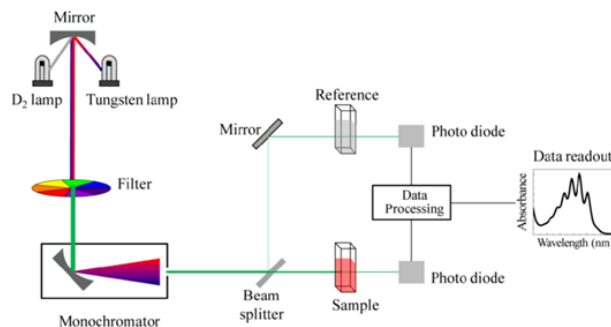 Mirror
D₂ lamp
Tungsten lamp
Filter
Monochromator
Mirror
Beam
splitter
Reference
Sample
Photo diode
Data
Processing
Photo diode
Data readout
Absorbance
Wavelength (nm)